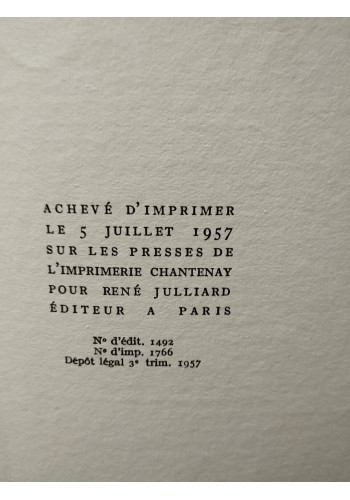 ACHEVÉ D'IMPRIMER
LE 5 JUILLET 1957
SUR LES PRESSES DE
L'IMPRIMERIE CHANTENAY
POUR RENÉ JULLIARD
ÉDITEUR A PARIS
Nº d'édit. 1492
Nº d'imp. 1766
Dépôt légal 3e trim. 1957